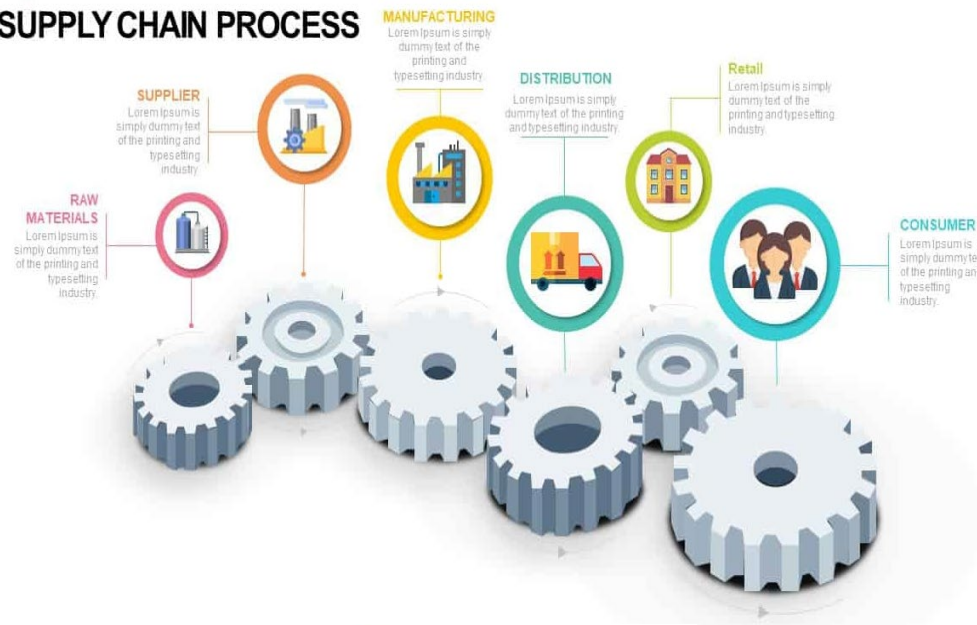 SUPPLY CHAIN PROCESS
RAW
MATERIALS
Lorem Ipsum is
simply dummy text
of the printing and
typesetting
industry.
SUPPLIER
Lorem Ipsum is
simply dummy text
of the printing and
typesetting
industry
MANUFACTURING
Lorem Ipsum is simply
dummy text of the
printing and
typesetting industry
DISTRIBUTION
Lorem Ipsum is simply
dummy text of the printing
and typesetting industry.
Retail
Lorem Ipsum is simply
dummy text of the
printing and typesetting
industry.
CONSUMER
Lorem Ipsum is
simply dummy te
of the printing an
typesetting
industry.